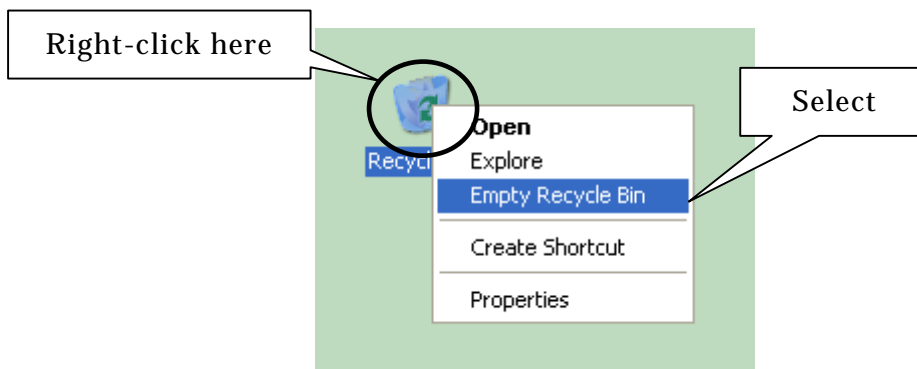 Right-click here
Select
Open
Recycl
Explore
Empty Recycle Bin
Create Shortcut
Properties